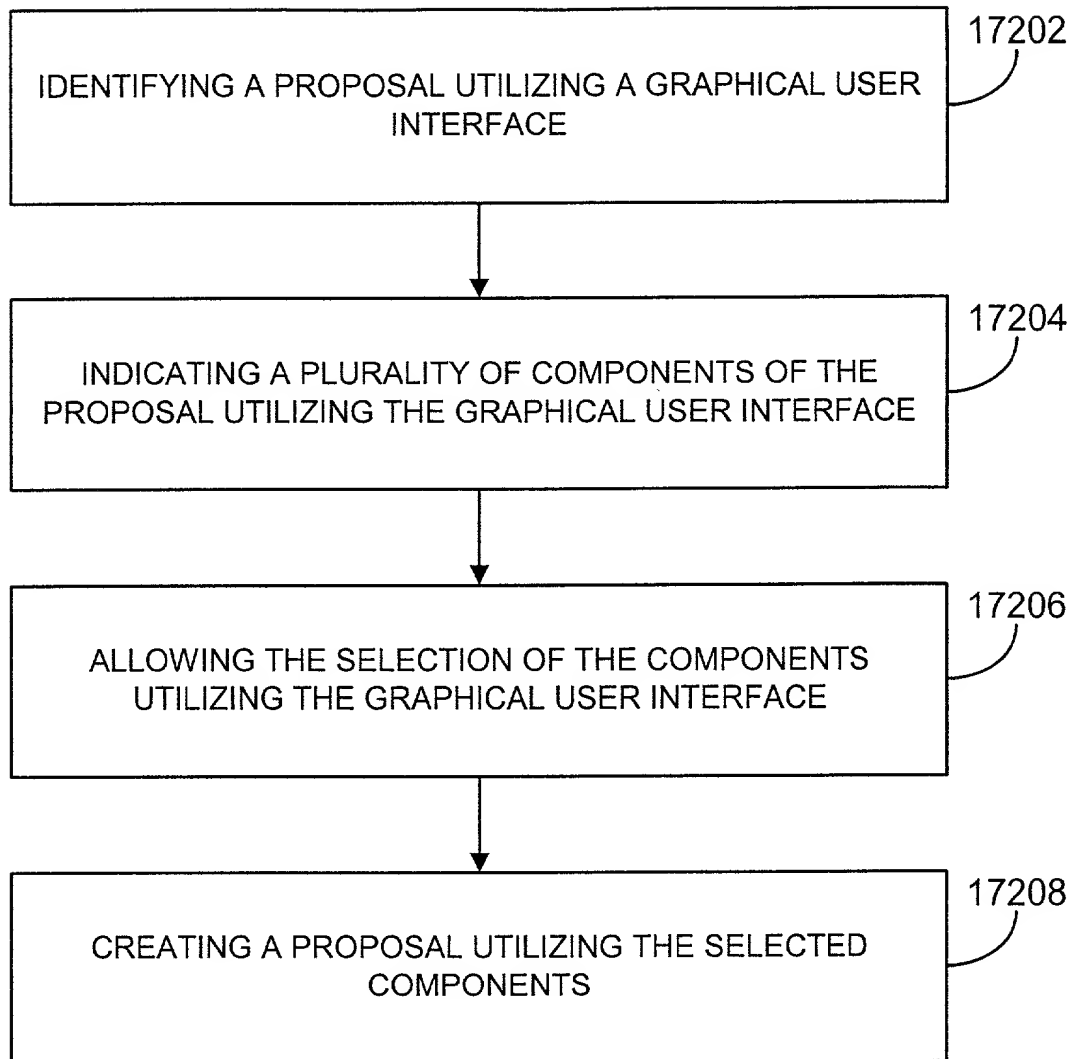 17202
IDENTIFYING A PROPOSAL UTILIZING A GRAPHICAL USER
INTERFACE
17204
INDICATING A PLURALITY OF COMPONENTS OF THE
PROPOSAL UTILIZING THE GRAPHICAL USER INTERFACE
17206
ALLOWING THE SELECTION OF THE COMPONENTS
UTILIZING THE GRAPHICAL USER INTERFACE
17208
CREATING A PROPOSAL UTILIZING THE SELECTED
COMPONENTS